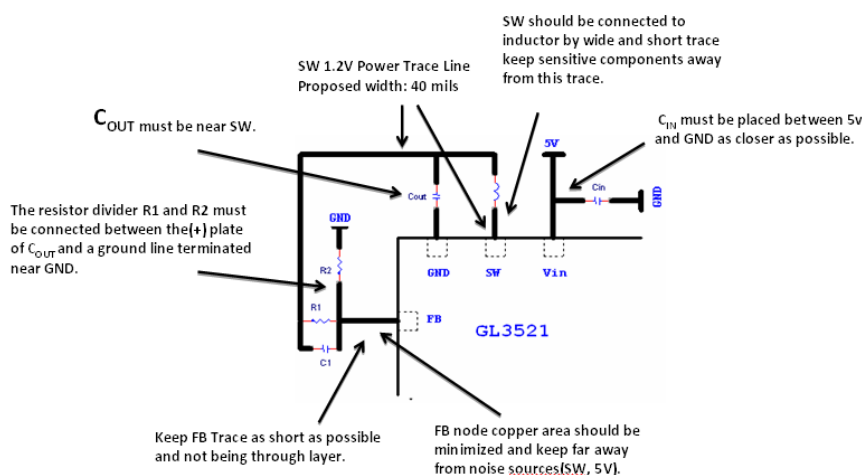 SW should be connected to
inductor by wide and short trace
keep sensitive components away
from this trace.
SW 1.2V Power Trace Line
Proposed width: 40 mils
COUT must be near SW.
CIN must be placed between 5v
and GND as closer as possible.
5V
Cin
GND
Cout
The resistor divider R1 and R2 must
be connected between the(+) plate
of COUT and a ground line terminated
near GND.
GND
R2
GND
SW
Vin
R1
FB
GL3521
C1
Keep FB Trace as short as possible
and not being through layer.
FB node copper area should be
minimized and keep far away
from noise sources(SW, 5V).